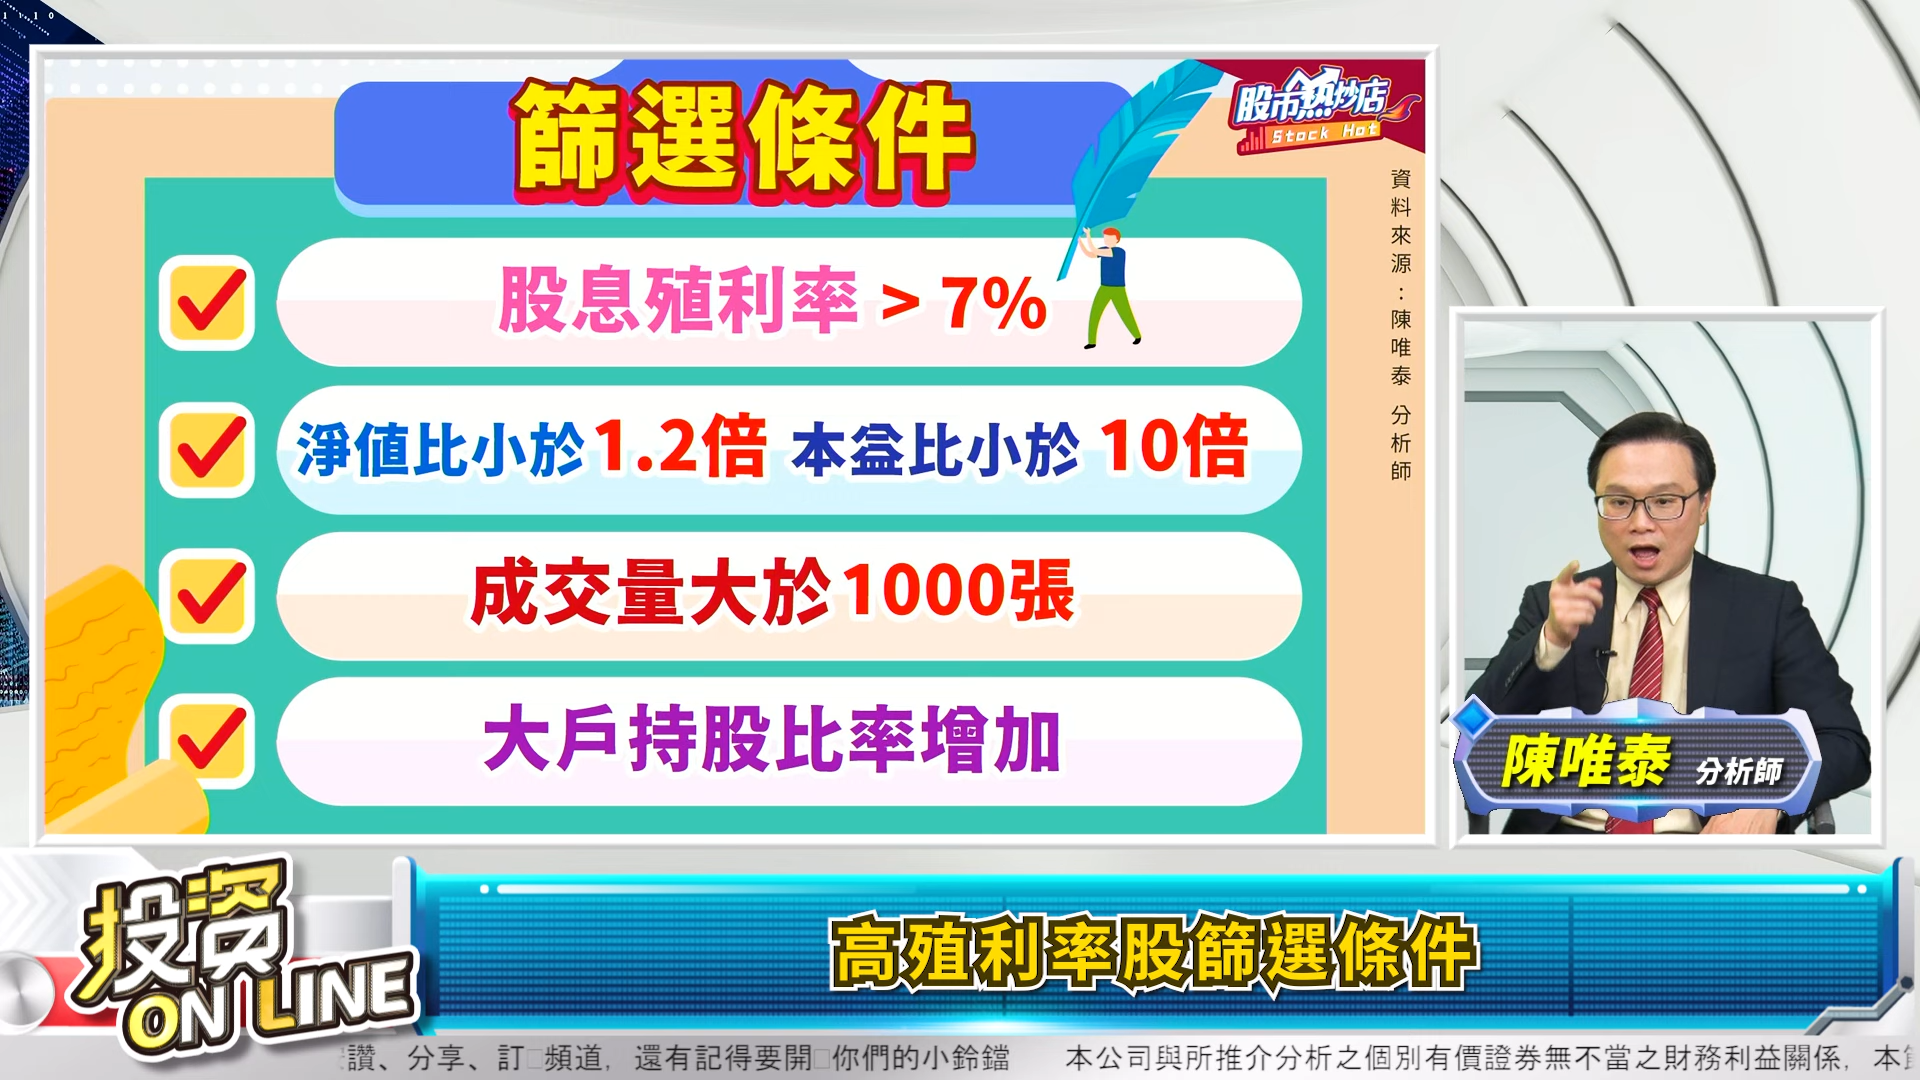 篩選條件
股市熱炒店
Stock Hot
資料來源:陳唯泰 分析師
股息殖利率 > 7%
淨值比小於1.2倍 本益比小於 10倍
成交量大於1000張
大戶持股比率增加
陳唯泰 分析師
投資
ON LINE
高殖利率股篩選條件
讚、分享、訂□頻道, 還有記得要開□你們的小鈴鐺 本公司與所推介分析之個別有價證券無不當之財務利益關係, 本